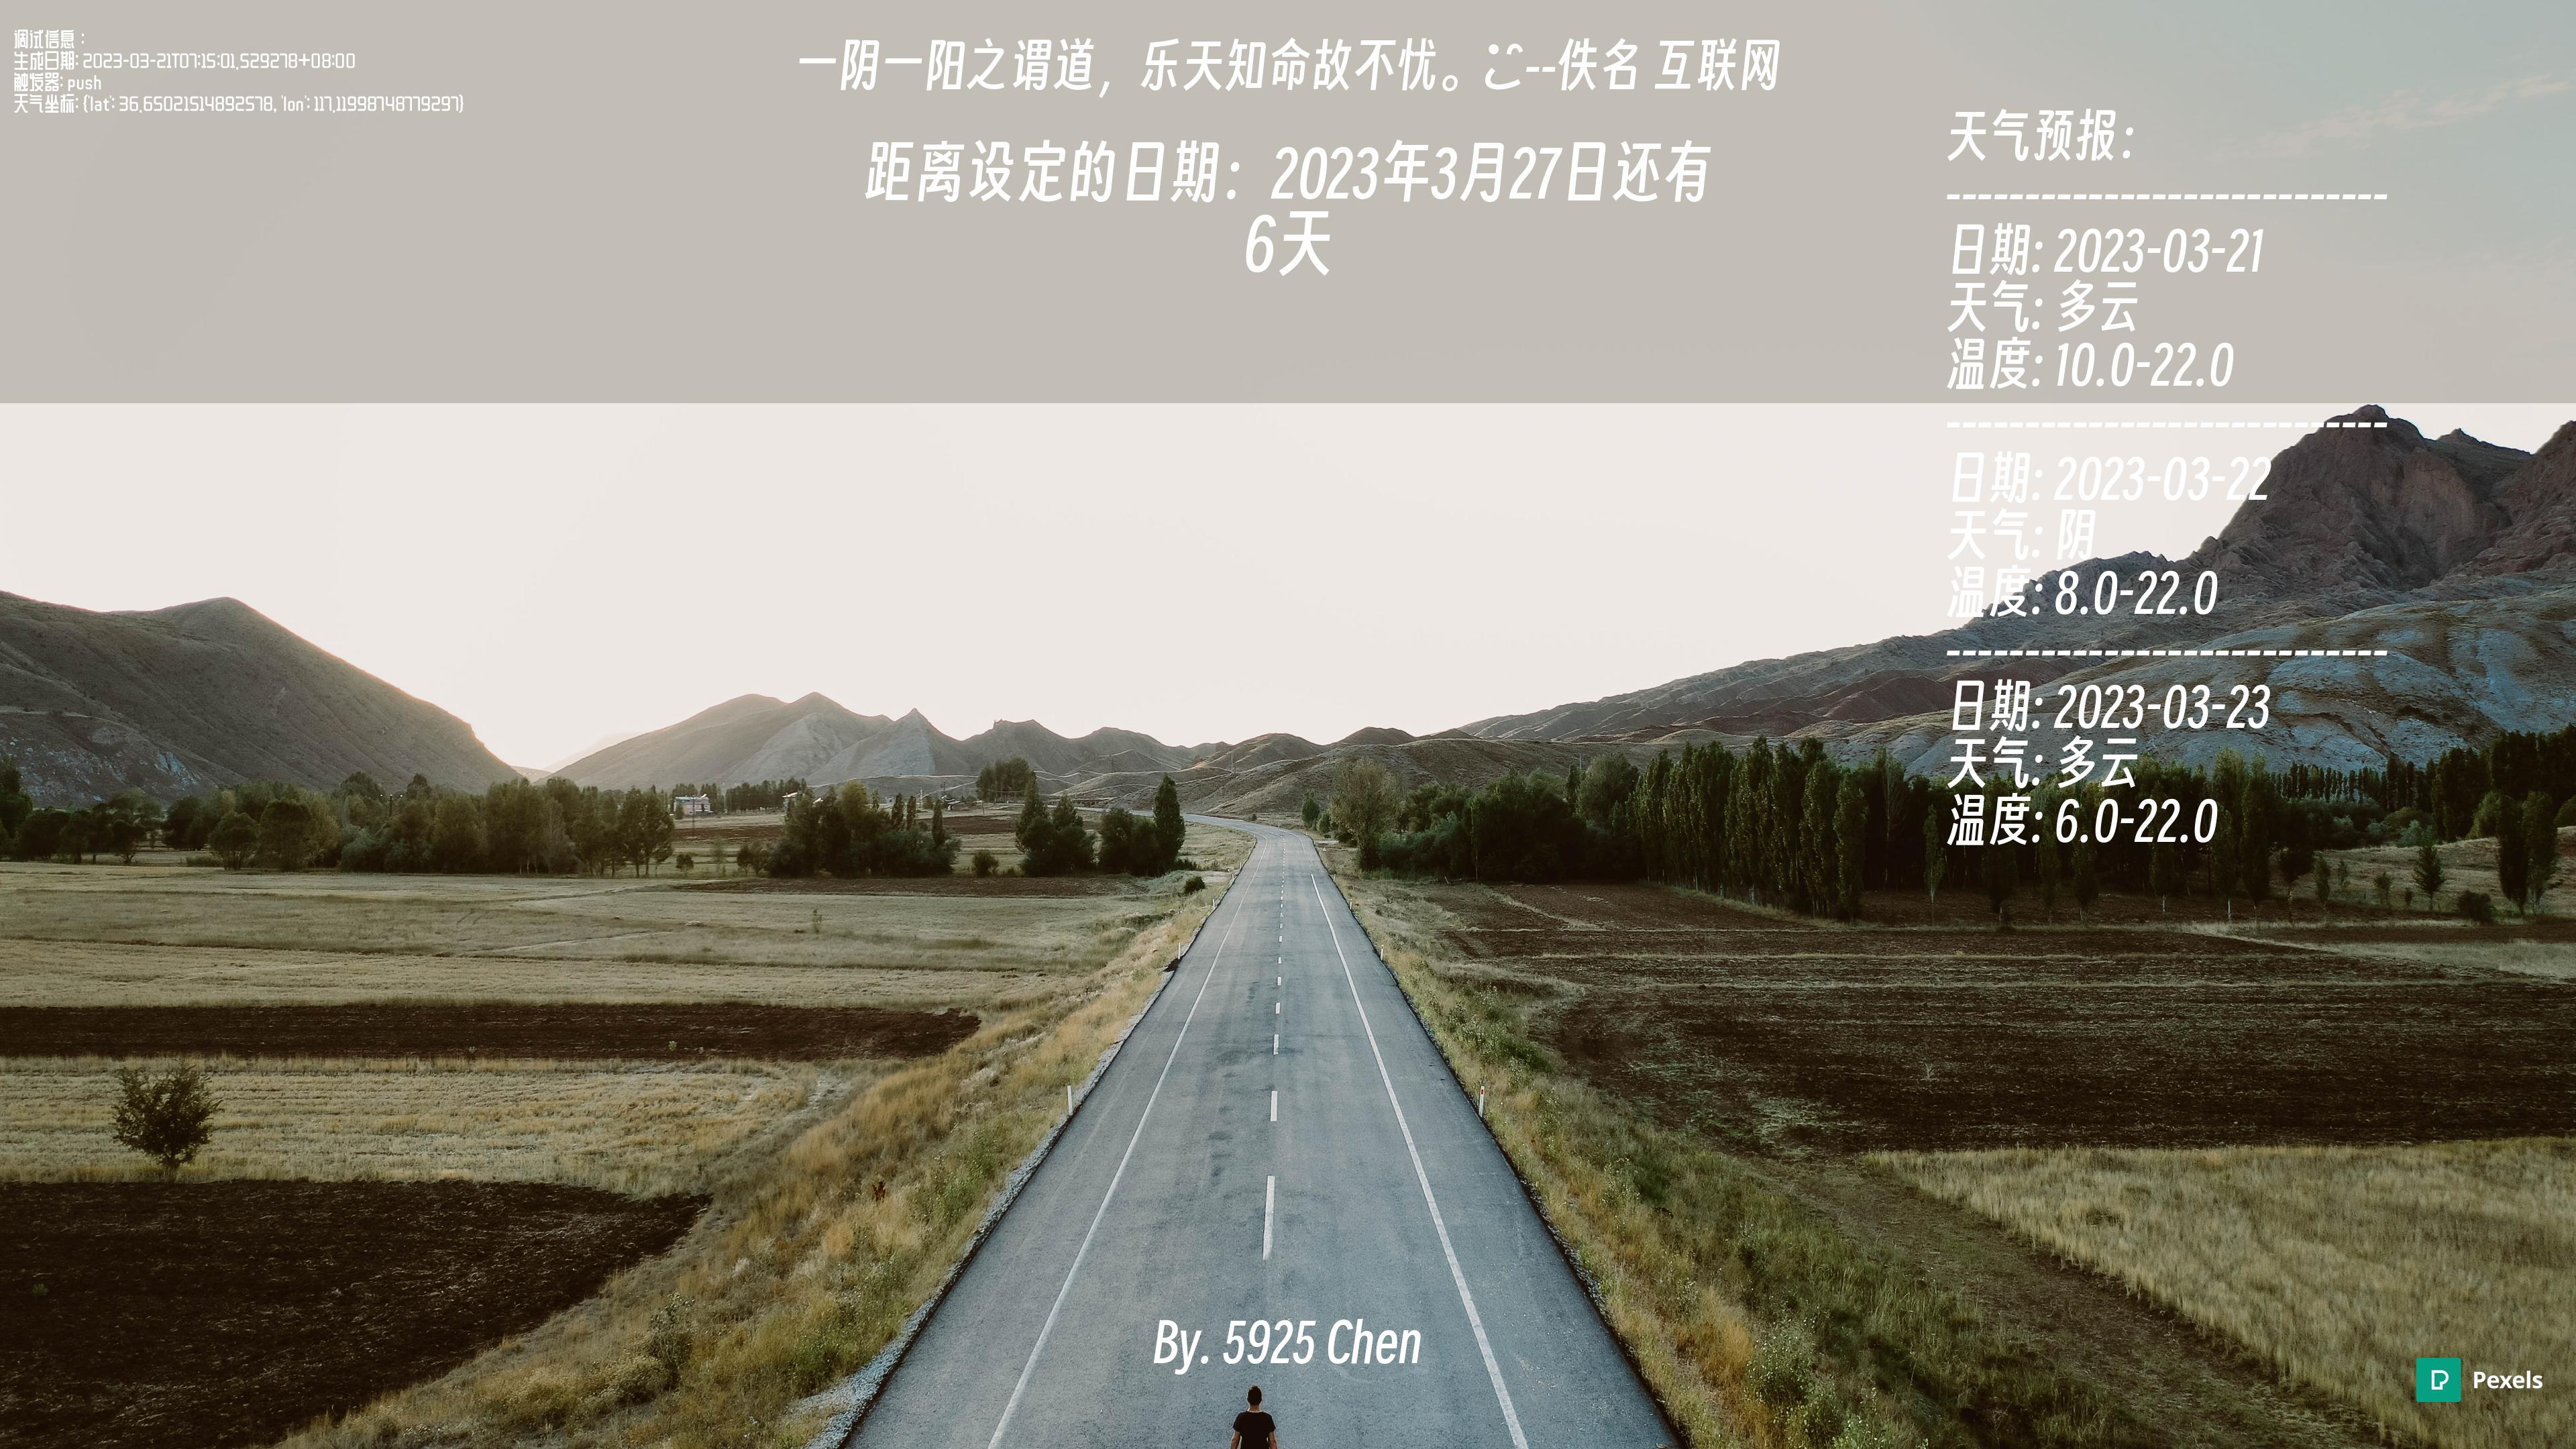 调试信息：
生成日期: 2023-03-21T07:15:01.529278+08:00
触发器: push
天气坐标: {'lat': 36.65021514892578, 'lon': 117.11998748779297}
一阴一阳之谓道，乐天知命故不忧。ټ--佚名 互联网
距离设定的日期：2023年3月27日还有
6天
天气预报：
----------------------------
日期: 2023-03-21
天气: 多云
温度: 10.0-22.0
----------------------------
日期: 2023-03-22
天气: 阴
温度: 8.0-22.0
----------------------------
日期: 2023-03-23
天气: 多云
温度: 6.0-22.0
By. 5925 Chen
Pexels